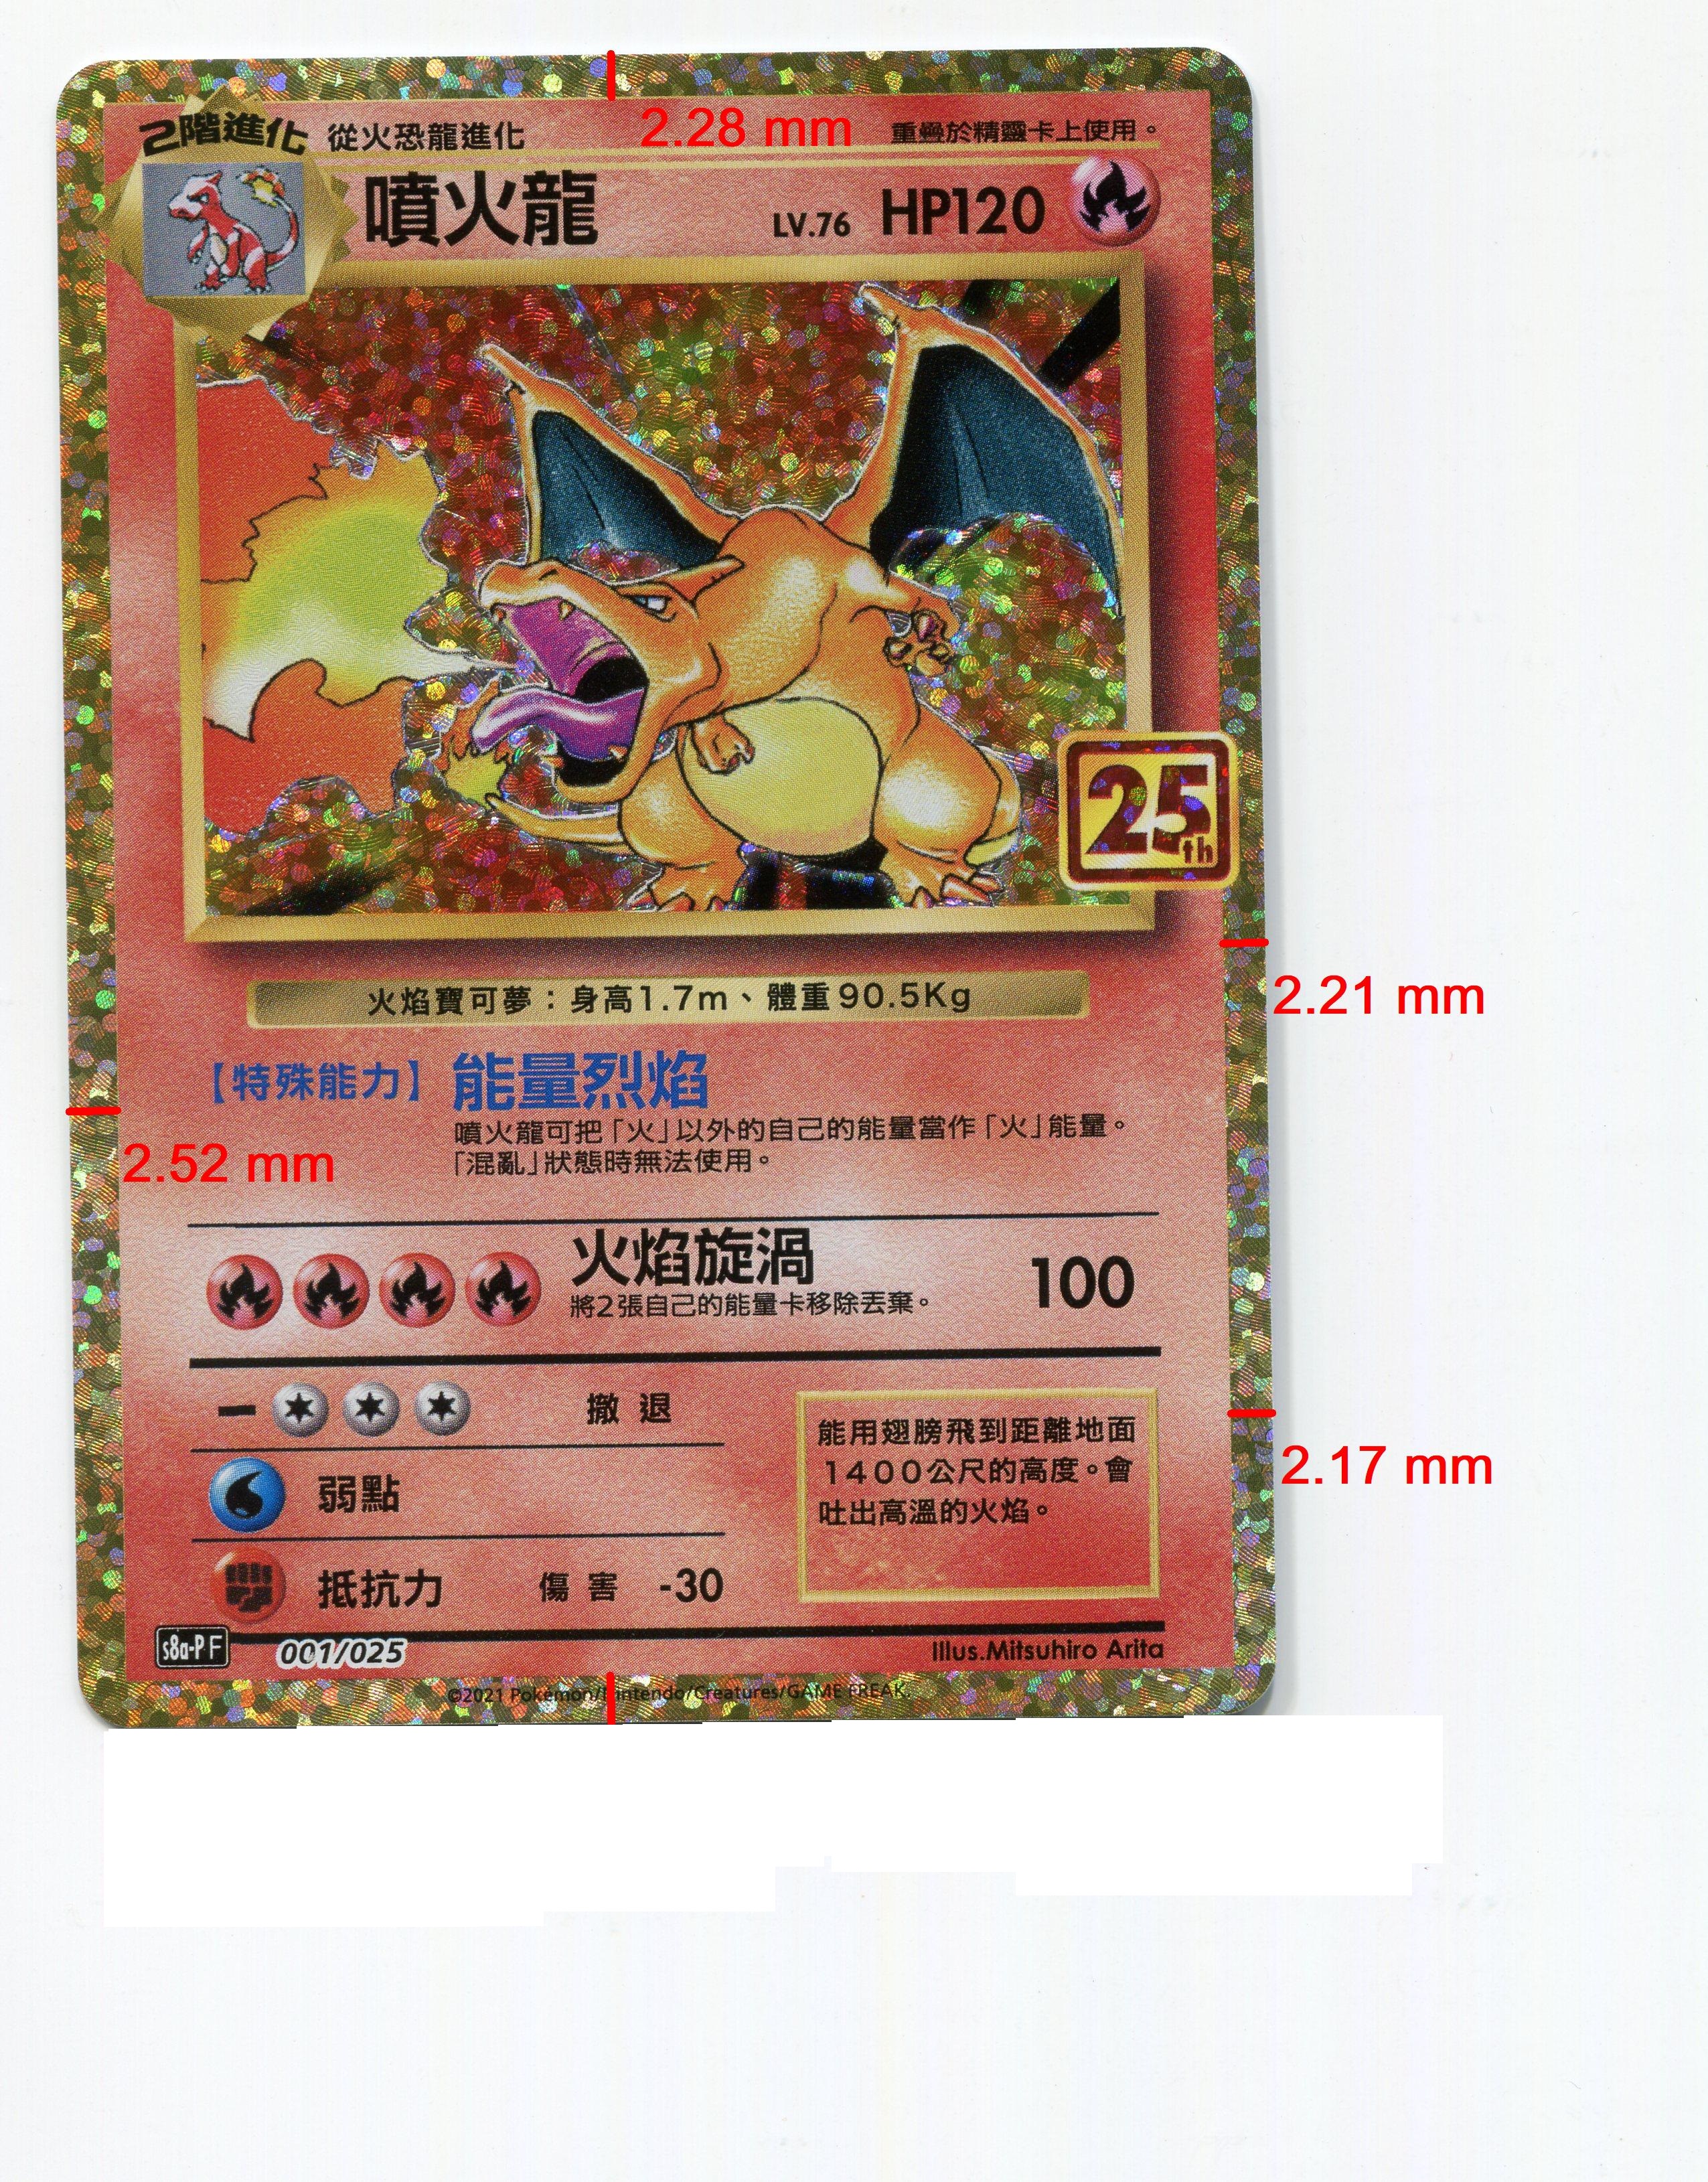 2階進化 從火恐龍進化 2.28 mm 重疊於精靈卡上使用。
噴火龍 LV.76 HP120
25th
火焰寶可夢：身高1.7m、體重90.5Kg
2.21 mm
【特殊能力】 能量烈焰
噴火龍可把「火」以外的自己的能量當作「火」能量。
「混亂」狀態時無法使用。
2.52 mm
火焰旋渦 100
將2張自己的能量卡移除丟棄。
撤退
弱點
抵抗力 傷害 -30
能用翅膀飛到距離地面
1400公尺的高度。會
吐出高溫的火焰。
2.17 mm
s8a-P F 001/025 Illus.Mitsuhiro Arita
©2021 Pokémon/Nintendo/Creatures/GAME FREAK.